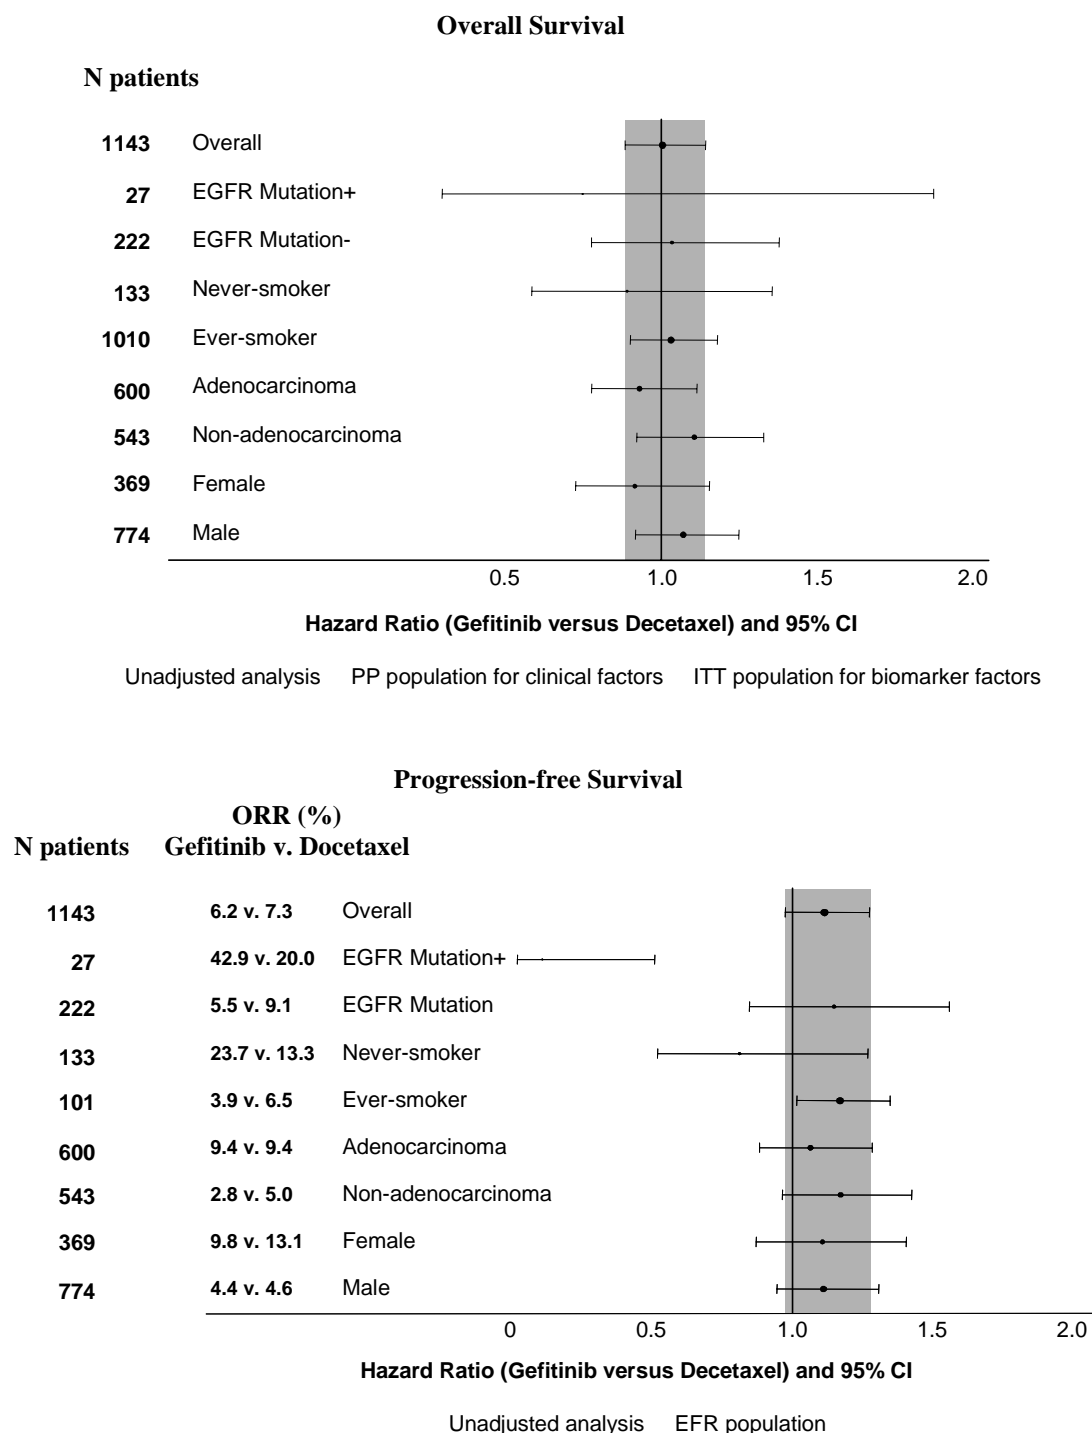 Overall Survival
N patients
1143 Overall
27 EGFR Mutation+
222 EGFR Mutation-
133 Never-smoker
1010 Ever-smoker
600 Adenocarcinoma
543 Non-adenocarcinoma
369 Female
774 Male
0.5 1.0 1.5 2.0
Hazard Ratio (Gefitinib versus Decetaxel) and 95% CI
Unadjusted analysis PP population for clinical factors ITT population for biomarker factors
Progression-free Survival
ORR (%)
N patients Gefitinib v. Docetaxel
1143 6.2 v. 7.3 Overall
27 42.9 v. 20.0 EGFR Mutation+
222 5.5 v. 9.1 EGFR Mutation
133 23.7 v. 13.3 Never-smoker
101 3.9 v. 6.5 Ever-smoker
600 9.4 v. 9.4 Adenocarcinoma
543 2.8 v. 5.0 Non-adenocarcinoma
369 9.8 v. 13.1 Female
774 4.4 v. 4.6 Male
0 0.5 1.0 1.5 2.0
Hazard Ratio (Gefitinib versus Decetaxel) and 95% CI
Unadjusted analysis EFR population